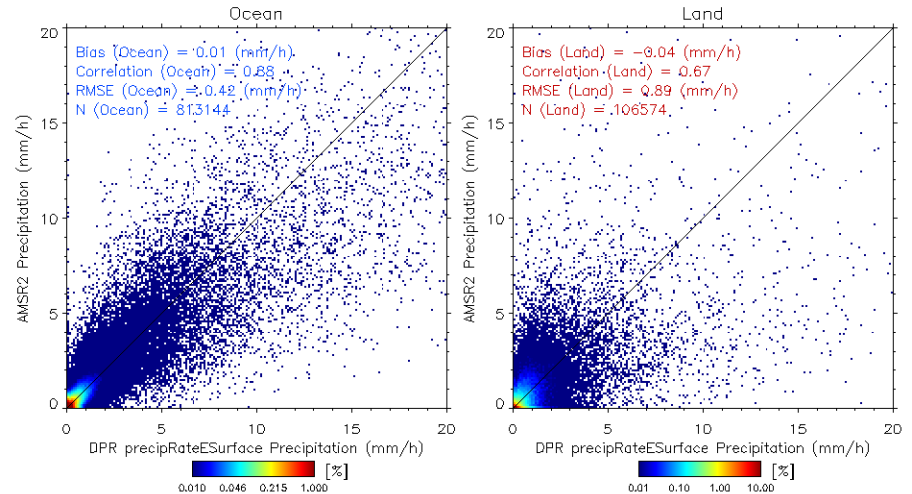 Ocean
20
Bias (Ocean) = 0.01 (mm/h)
Correlation (Ocean) = 0.88
RMSE (Ocean) = 0.42 (mm/h)
N (Ocean) = 813144
15
10
5
0
AMSR2 Precipitation (mm/h)
0 5 10 15 20
DPR precipRateESurface Precipitation (mm/h)
[%]
0.010 0.046 0.215 1.000
Land
20
Bias (Land) = -0.04 (mm/h)
Correlation (Land) = 0.67
RMSE (Land) = 0.89 (mm/h)
N (Land) = 106574
15
10
5
0
AMSR2 Precipitation (mm/h)
0 5 10 15 20
DPR precipRateESurface Precipitation (mm/h)
[%]
0.01 0.10 1.00 10.00